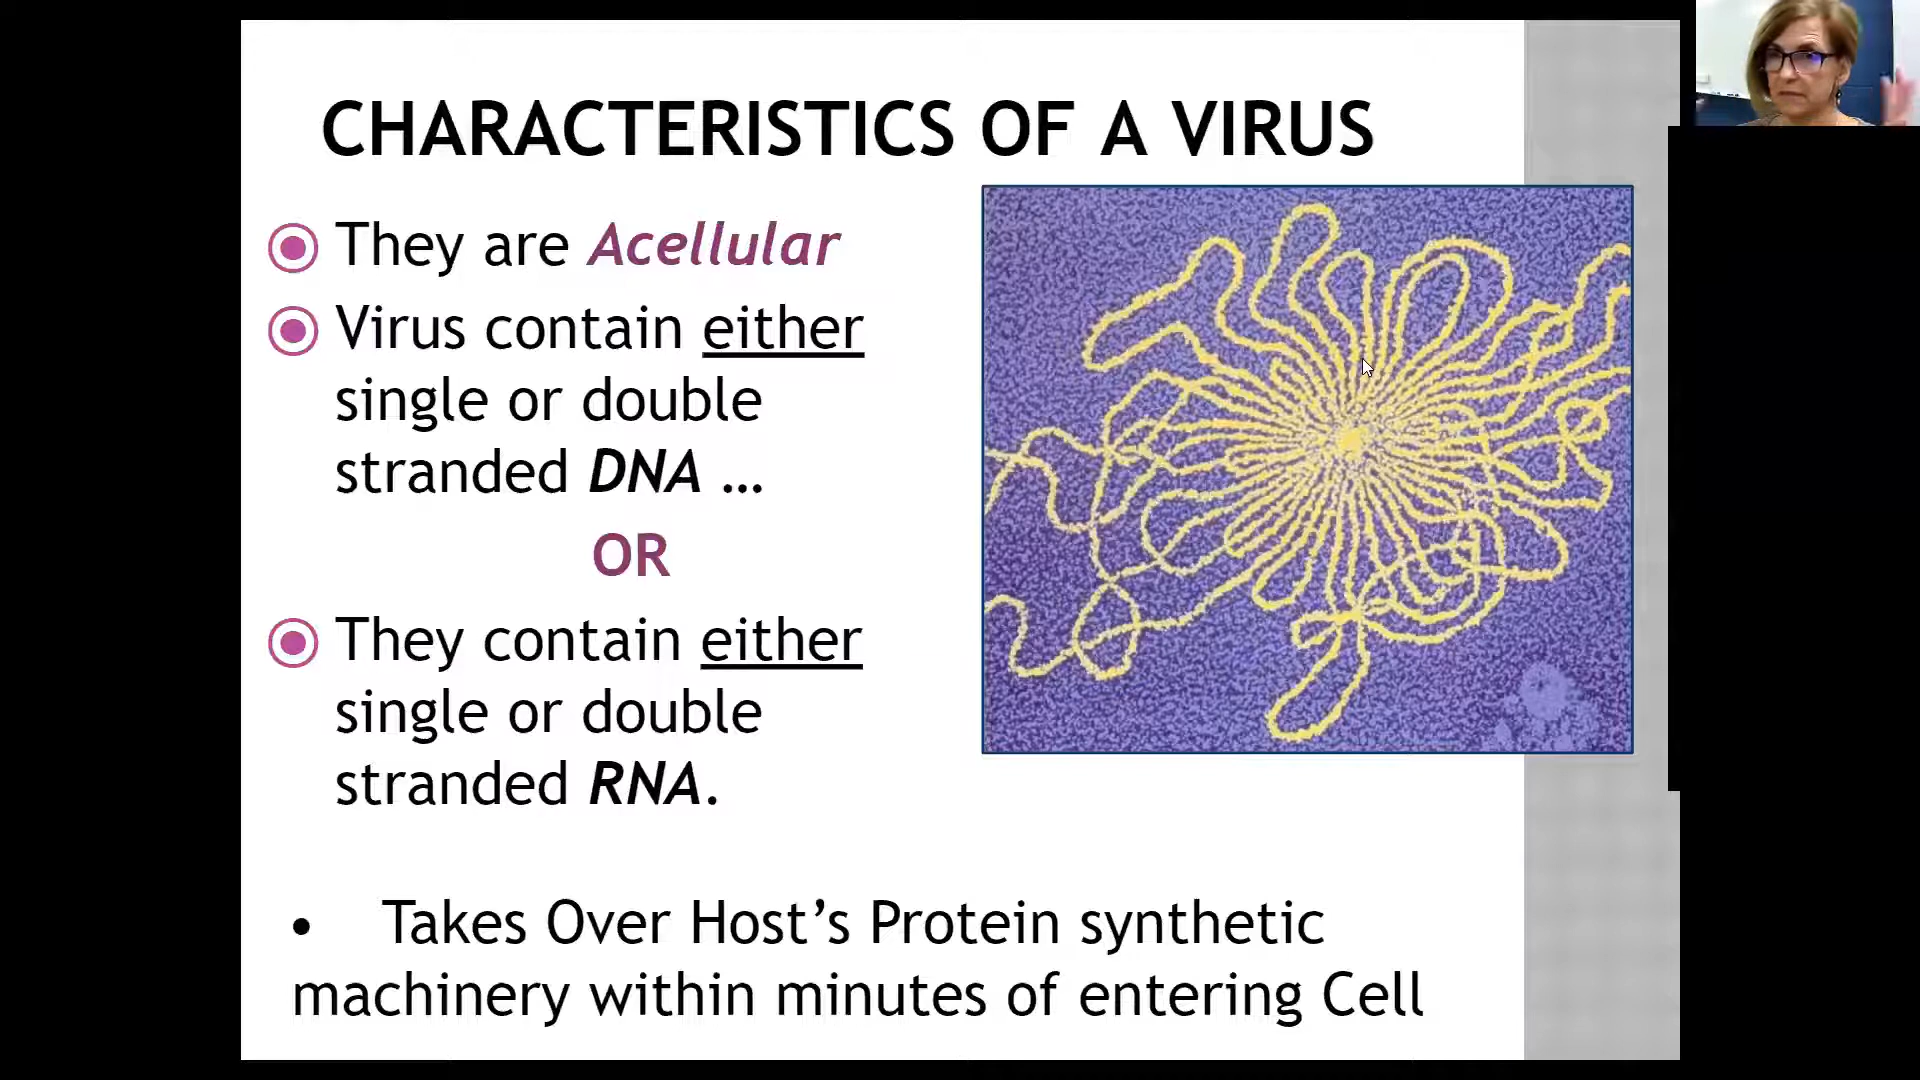 CHARACTERISTICS OF A VIRUS
They are Acellular
Virus contain either
single or double
stranded DNA …
OR
They contain either
single or double
stranded RNA.
• Takes Over Host’s Protein synthetic
machinery within minutes of entering Cell